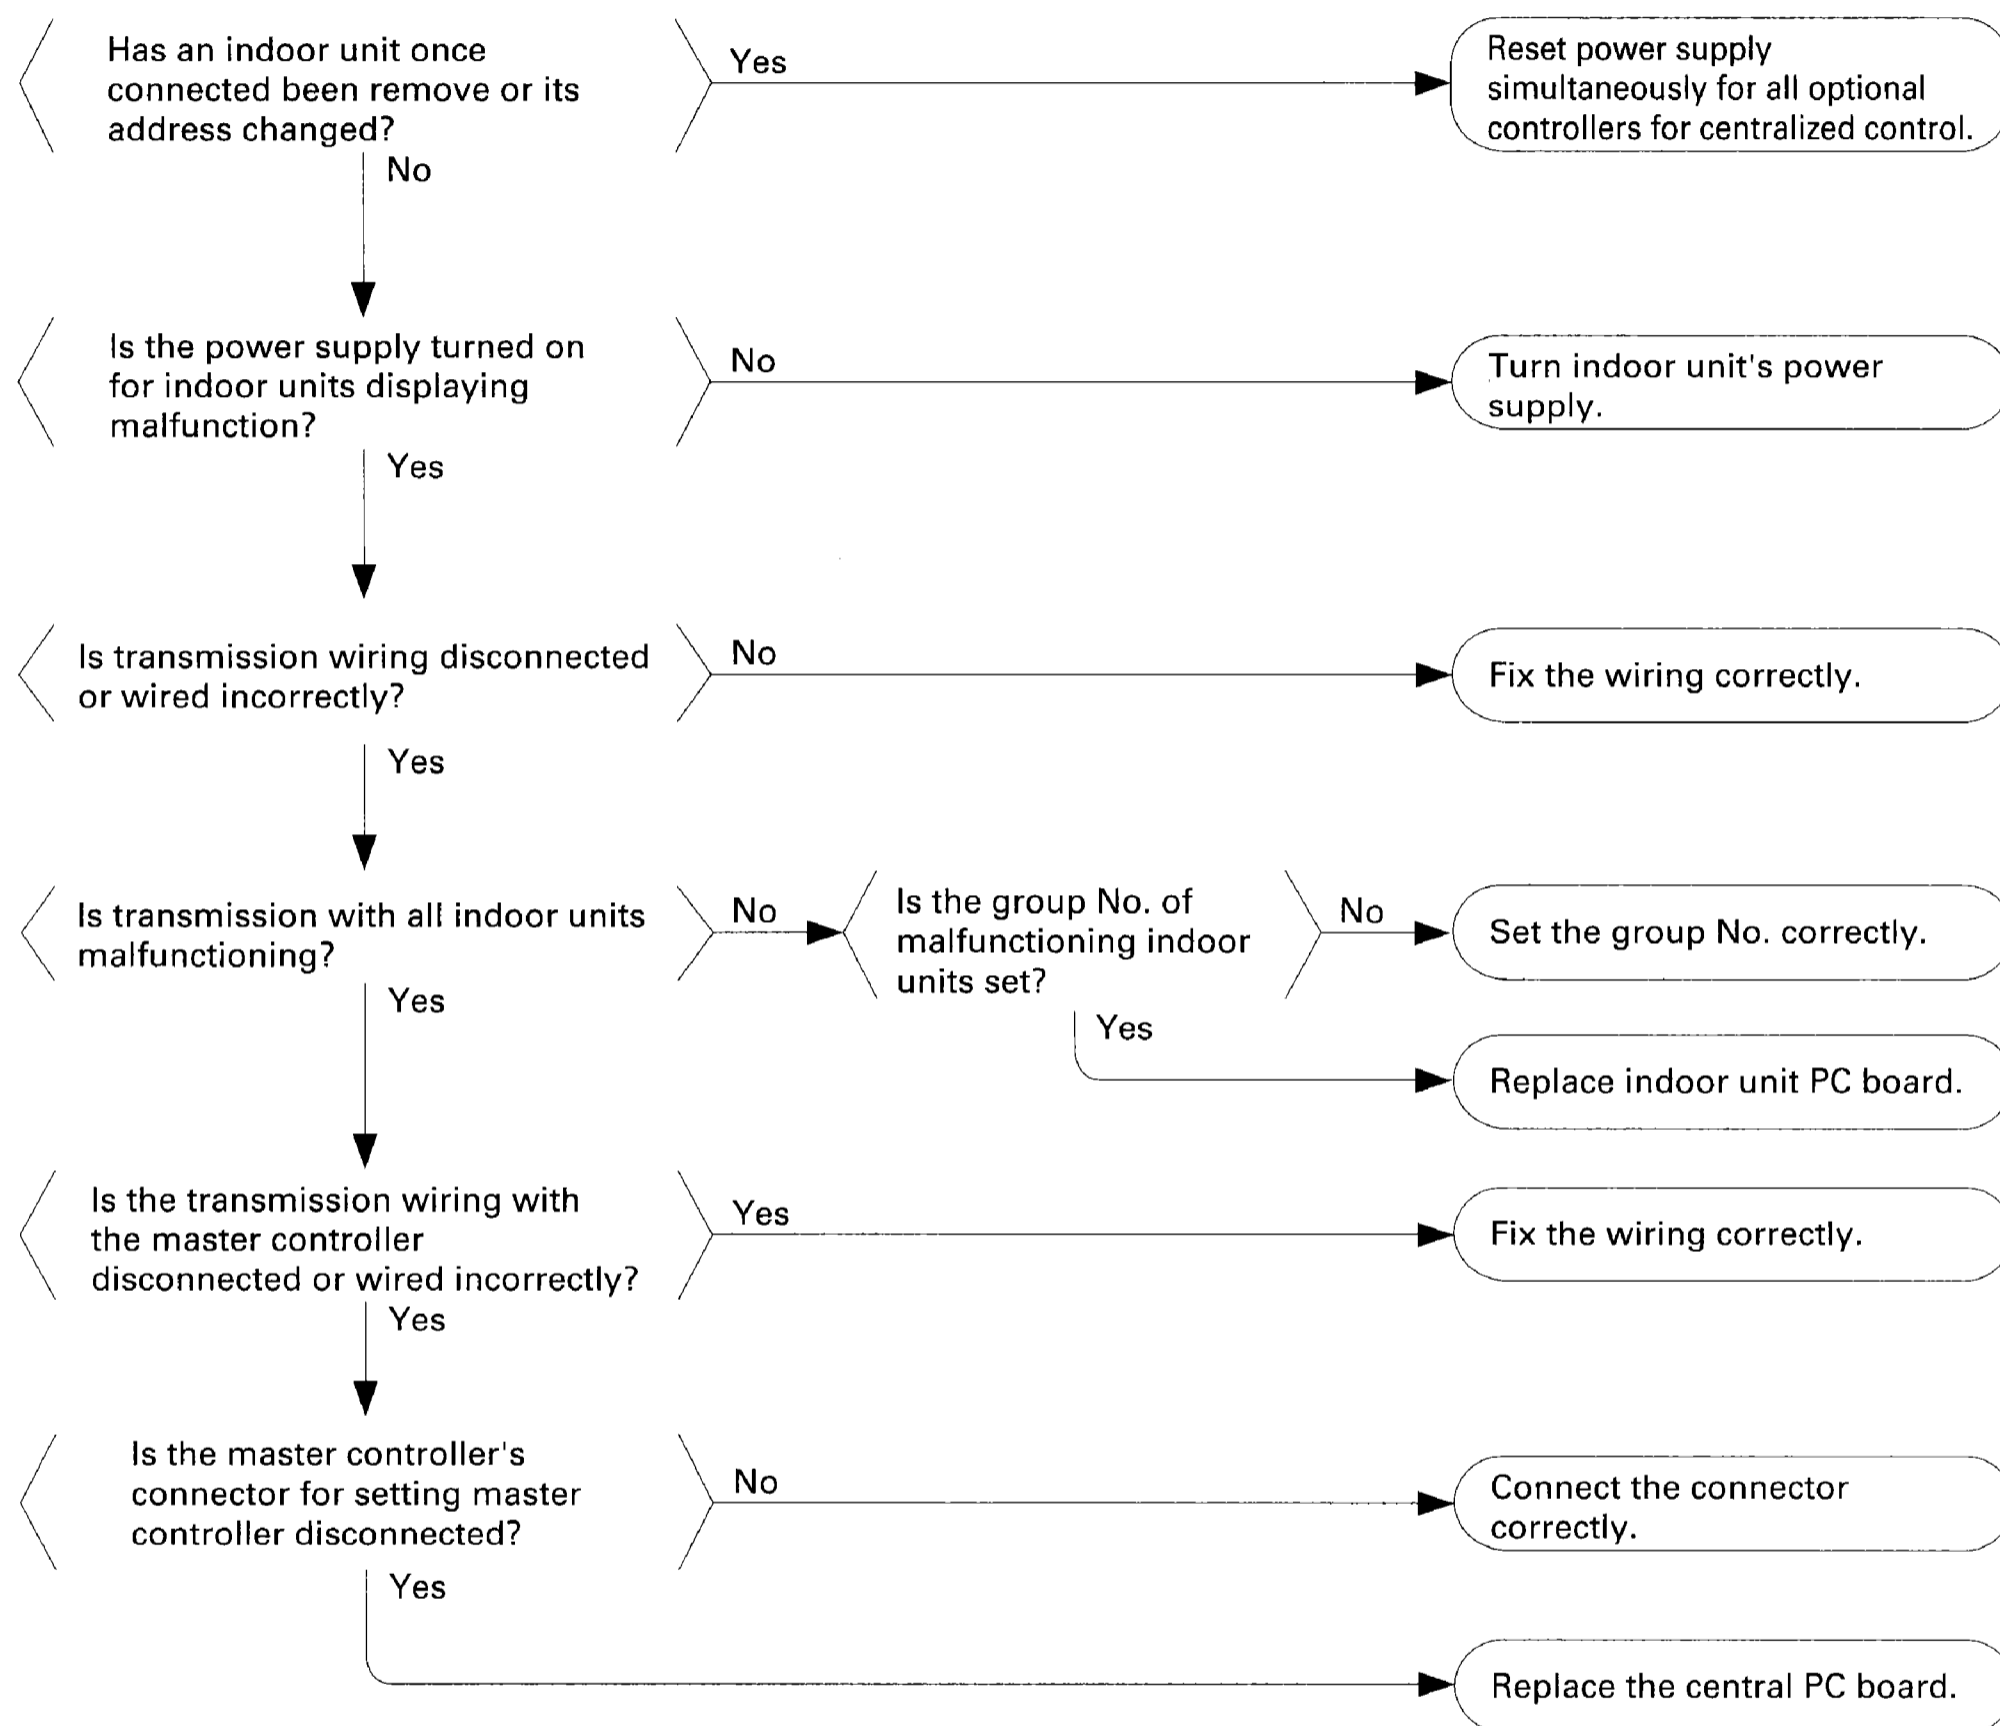 Has an indoor unit once
connected been remove or its
address changed?
Yes
Reset power supply
simultaneously for all optional
controllers for centralized control.
No
Is the power supply turned on
for indoor units displaying
malfunction?
No
Turn indoor unit's power
supply.
Yes
Is transmission wiring disconnected
or wired incorrectly?
No
Fix the wiring correctly.
Yes
Is transmission with all indoor units
malfunctioning?
No
Is the group No. of
malfunctioning indoor
units set?
No
Set the group No. correctly.
Yes
Replace indoor unit PC board.
Yes
Is the transmission wiring with
the master controller
disconnected or wired incorrectly?
Yes
Fix the wiring correctly.
Yes
Is the master controller's
connector for setting master
controller disconnected?
No
Connect the connector
correctly.
Yes
Replace the central PC board.